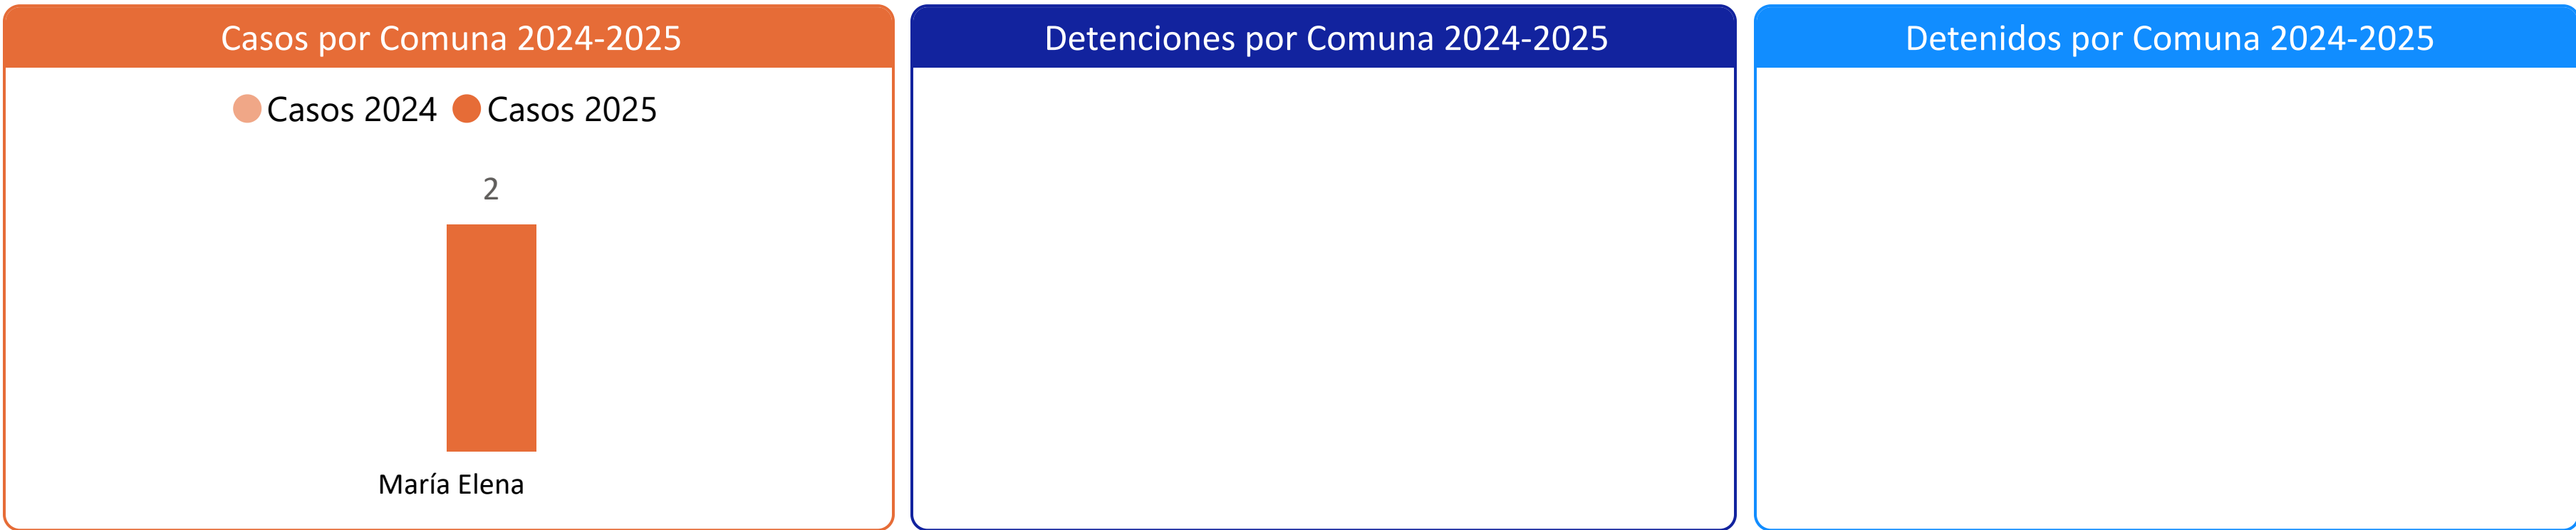 Casos por Comuna 2024-2025
Casos 2024 Casos 2025
2
María Elena
Detenciones por Comuna 2024-2025
Detenidos por Comuna 2024-2025